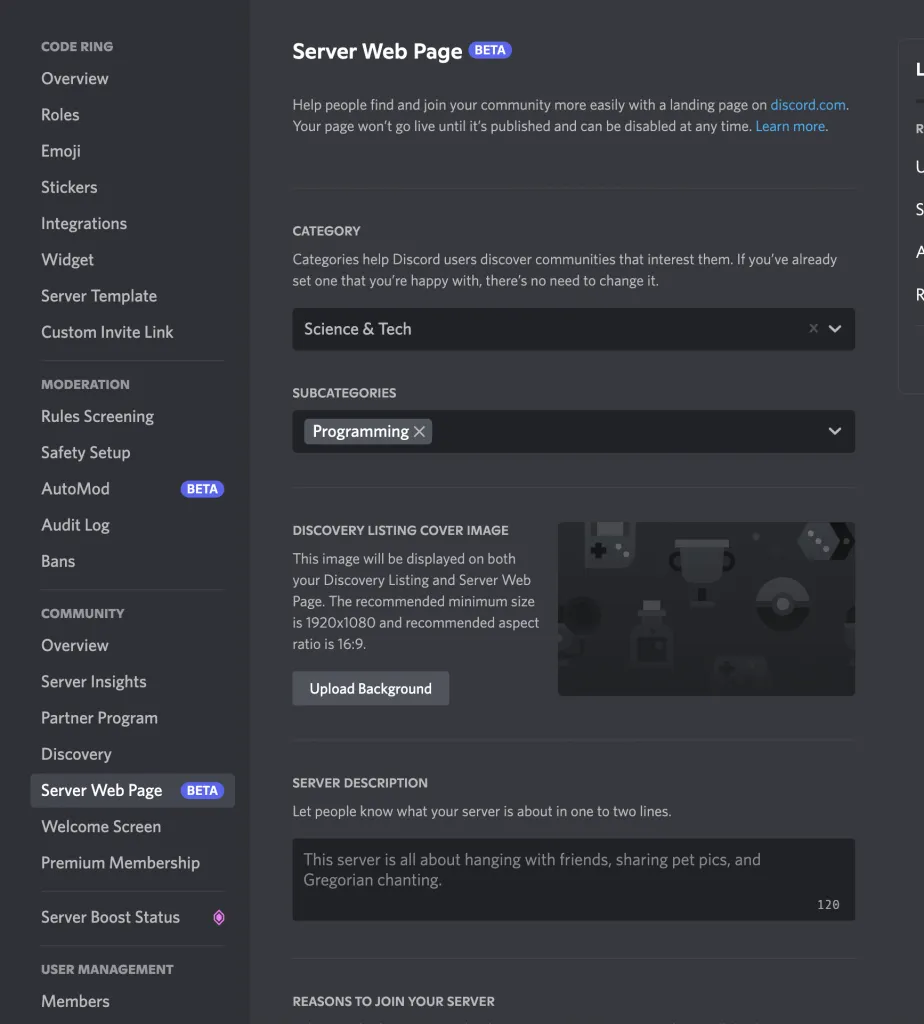 CODE RING
Overview
Roles
Emoji
Stickers
Integrations
Widget
Server Template
Custom Invite Link
MODERATION
Rules Screening
Safety Setup
AutoMod BETA
Audit Log
Bans
COMMUNITY
Overview
Server Insights
Partner Program
Discovery
Server Web Page BETA
Welcome Screen
Premium Membership
Server Boost Status
USER MANAGEMENT
Members
Server Web Page BETA
Help people find and join your community more easily with a landing page on discord.com.
Your page won’t go live until it’s published and can be disabled at any time. Learn more.
CATEGORY
Categories help Discord users discover communities that interest them. If you’ve already
set one that you’re happy with, there’s no need to change it.
Science & Tech
SUBCATEGORIES
Programming
DISCOVERY LISTING COVER IMAGE
This image will be displayed on both
your Discovery Listing and Server Web
Page. The recommended minimum size
is 1920x1080 and recommended aspect
ratio is 16:9.
Upload Background
SERVER DESCRIPTION
Let people know what your server is about in one to two lines.
This server is all about hanging with friends, sharing pet pics, and
Gregorian chanting.
120
REASONS TO JOIN YOUR SERVER